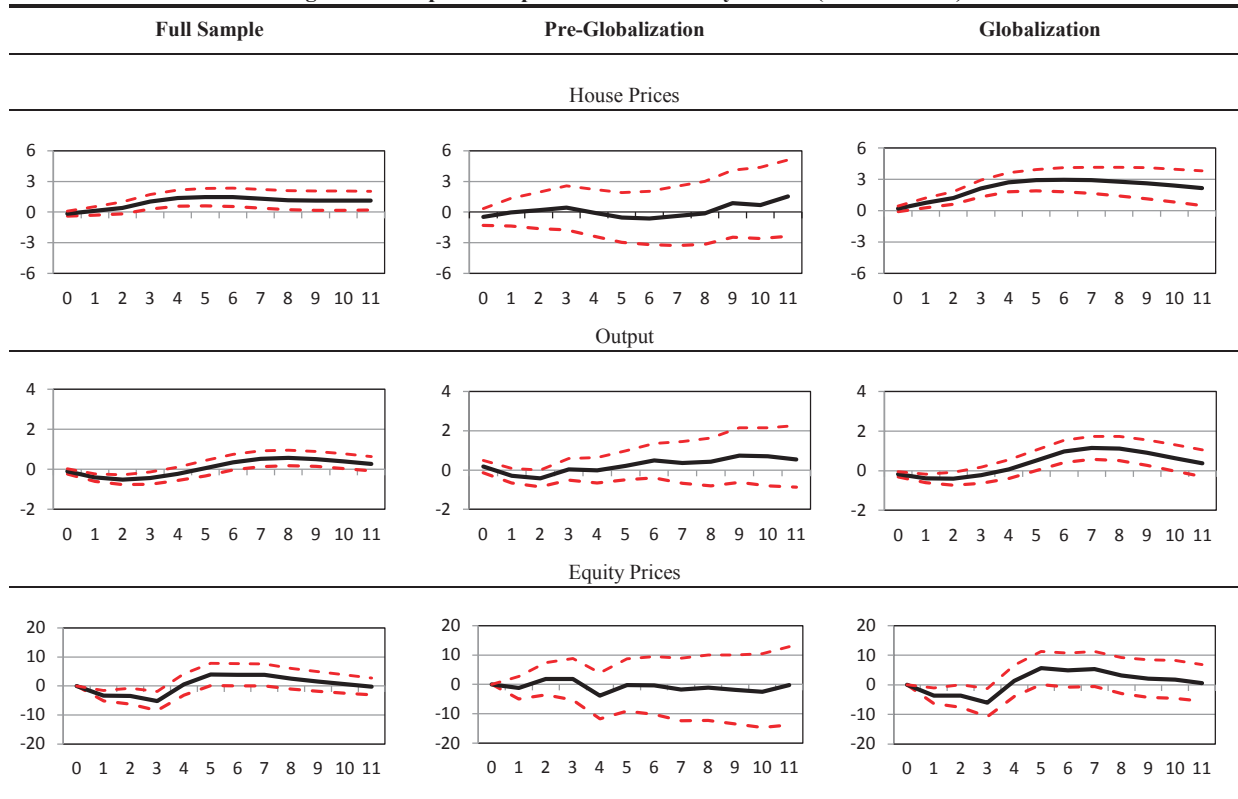 Full Sample Pre-Globalization Globalization
House Prices
6 6 6
3 3 3
0 0 0
-3 -3 -3
-6 -6 -6
0 1 2 3 4 5 6 7 8 9 10 11 0 1 2 3 4 5 6 7 8 9 10 11 0 1 2 3 4 5 6 7 8 9 10 11
Output
4 4 4
2 2 2
0 0 0
-2 -2 -2
0 1 2 3 4 5 6 7 8 9 10 11 0 1 2 3 4 5 6 7 8 9 10 11 0 1 2 3 4 5 6 7 8 9 10 11
Equity Prices
20 20 20
10 10 10
0 0 0
-10 -10 -10
-20 -20 -20
0 1 2 3 4 5 6 7 8 9 10 11 0 1 2 3 4 5 6 7 8 9 10 11 0 1 2 3 4 5 6 7 8 9 10 11